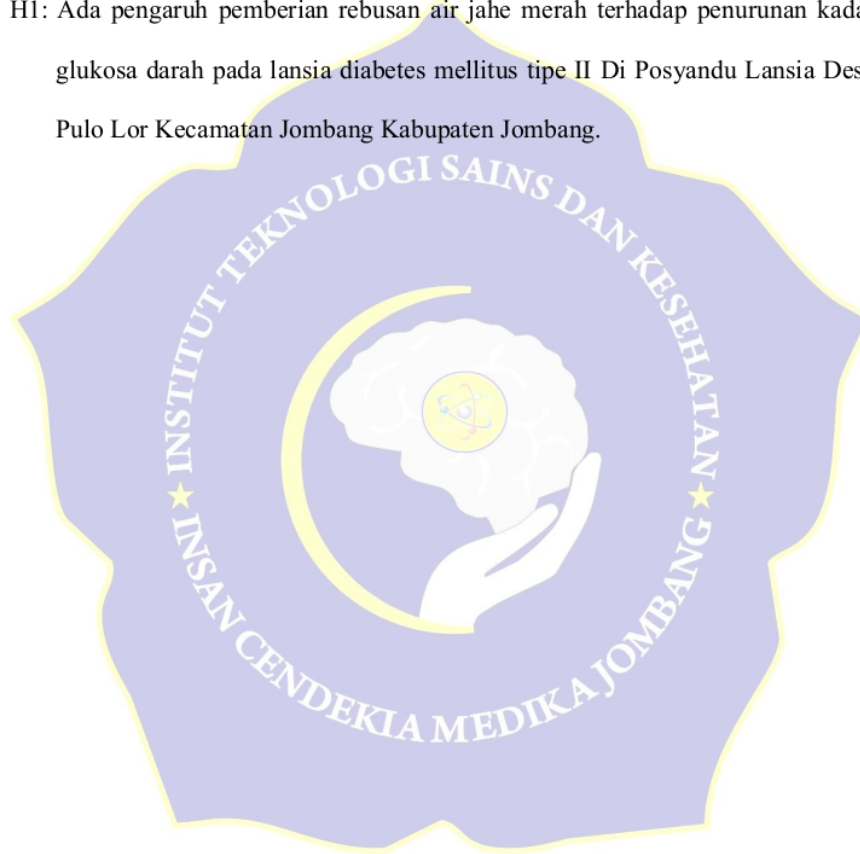 H1: Ada pengaruh pemberian rebusan air jahe merah terhadap penurunan kada
glukosa darah pada lansia diabetes mellitus tipe II Di Posyandu Lansia Des
Pulo Lor Kecamatan Jombang Kabupaten Jombang.
INSTITUT TEKNOLOGI SAINS DAN KESEHATAN
INSAN CENDEKIA MEDIKA JOMBANG